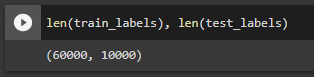 len(train_labels), len(test_labels)
(60000, 10000)